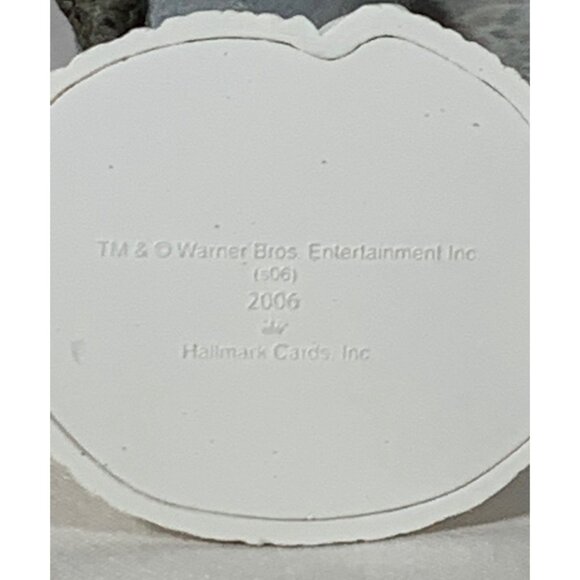 TM & © Warner Bros. Entertainment Inc.
(s06)
2006
Hallmark Cards, Inc.